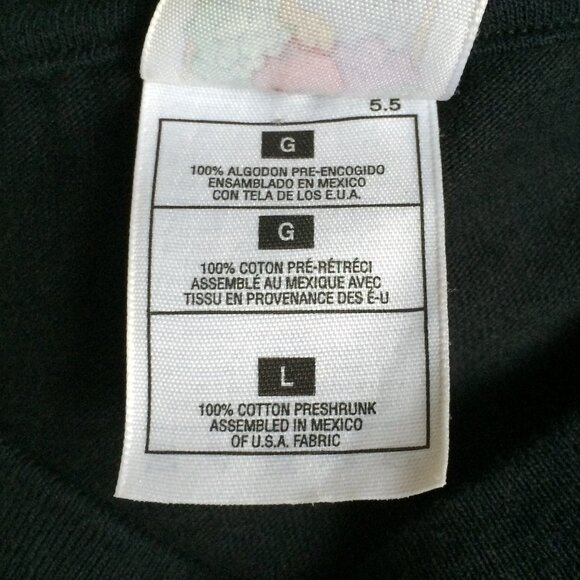 5.5
G
100% ALGODON PRE-ENCOGIDO
ENSAMBLADO EN MEXICO
CON TELA DE LOS E.U.A.
G
100% COTON PRÉ-RÉTRÉCI
ASSEMBLÉ AU MEXIQUE AVEC
TISSU EN PROVENANCE DES É-U
L
100% COTTON PRESHRUNK
ASSEMBLED IN MEXICO
OF U.S.A. FABRIC